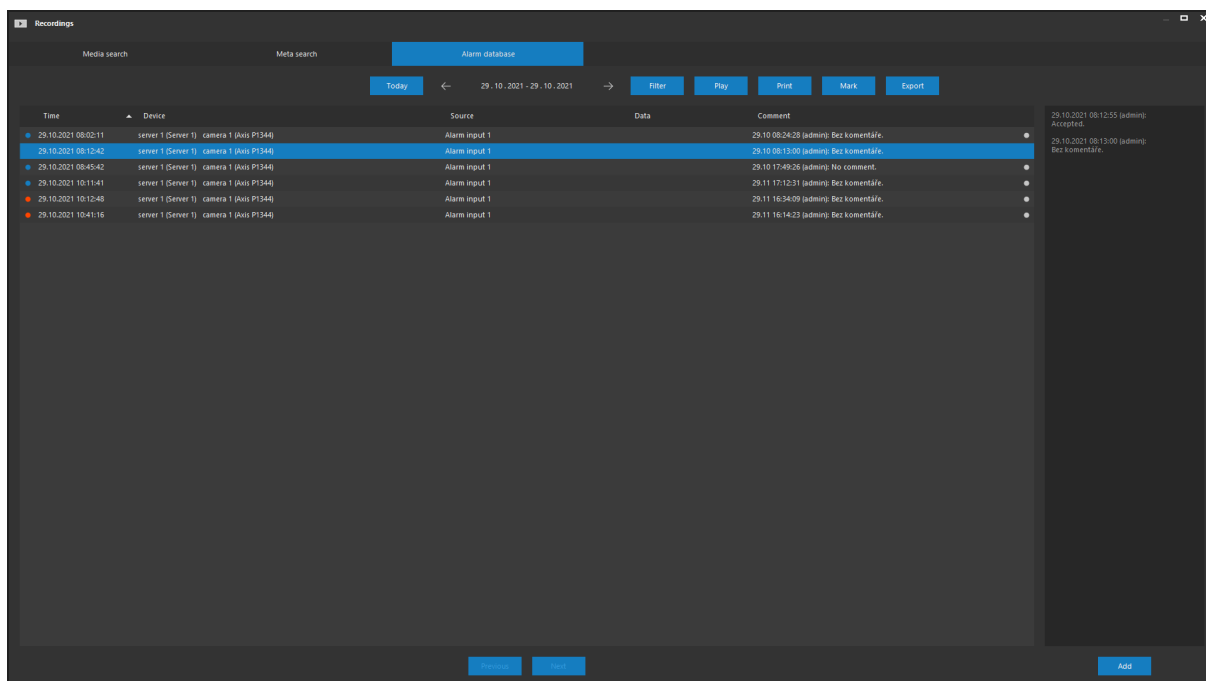 Recordings
Media search Meta search Alarm database
Today 29 . 10 . 2021 - 29 . 10 . 2021 Filter Play Print Mark Export
Time Device Source Data Comment
29.10.2021 08:02:11 server 1 (Server 1) camera 1 (Axis P1344) Alarm input 1 29.10 08:24:28 (admin): Bez komentáře.
29.10.2021 08:12:42 server 1 (Server 1) camera 1 (Axis P1344) Alarm input 1 29.10 08:13:00 (admin): Bez komentáře.
29.10.2021 08:45:42 server 1 (Server 1) camera 1 (Axis P1344) Alarm input 1 29.10 17:49:26 (admin): No comment.
29.10.2021 10:11:41 server 1 (Server 1) camera 1 (Axis P1344) Alarm input 1 29.11 17:12:31 (admin): Bez komentáře.
29.10.2021 10:12:48 server 1 (Server 1) camera 1 (Axis P1344) Alarm input 1 29.11 16:34:09 (admin): Bez komentáře.
29.10.2021 10:41:16 server 1 (Server 1) camera 1 (Axis P1344) Alarm input 1 29.11 16:14:23 (admin): Bez komentáře.
29.10.2021 08:12:55 (admin):
Accepted.
29.10.2021 08:13:00 (admin):
Bez komentáře.
Previous Next Add